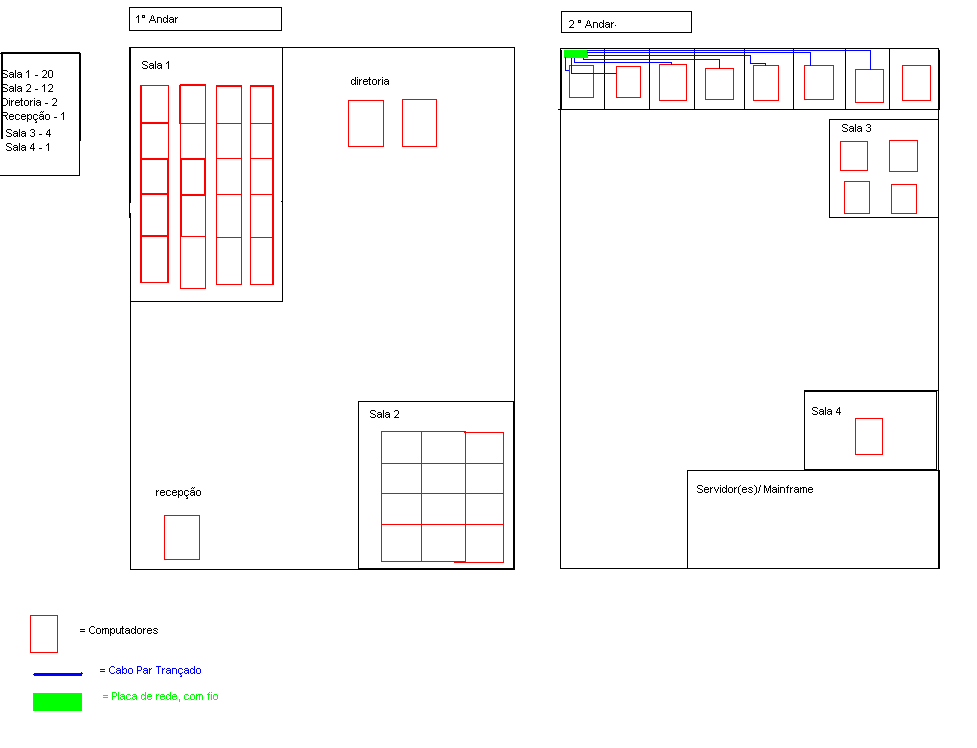 1° Andar
2 ° Andar
Sala 1 - 20
Sala 2 - 12
Diretoria - 2
Recepção - 1
Sala 3 - 4
Sala 4 - 1
Sala 1
diretoria
Sala 2
recepção
Sala 3
Sala 4
Servidor(es)/ Mainframe
= Computadores
= Cabo Par Trançado
= Placa de rede, com fio